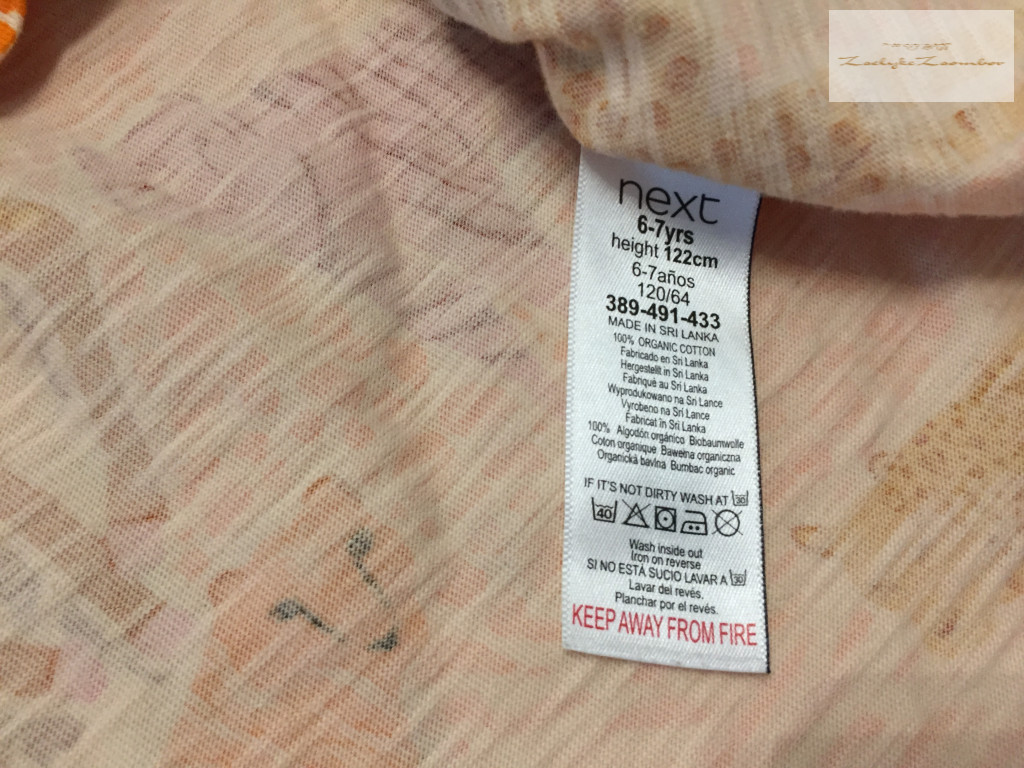 next
6-7yrs
height 122cm
6-7años
120/64
389-491-433
MADE IN SRI LANKA
100% ORGANIC COTTON
Fabricado en Sri Lanka
Hergestellt in Sri Lanka
Fabriqué au Sri Lanka
Wyprodukowano na Sri Lance
Vyrobeno na Srí Lance
Fabricat în Sri Lanka
100% Algodón orgánico Biobaumwolle
Coton organique Bawełna organiczna
Organická bavlna Bumbac organic
IF IT'S NOT DIRTY WASH AT 30
40
Wash inside out
Iron on reverse
SI NO ESTÁ SUCIO LAVAR A 30
Lavar del revés.
Planchar por el revés.
KEEP AWAY FROM FIRE